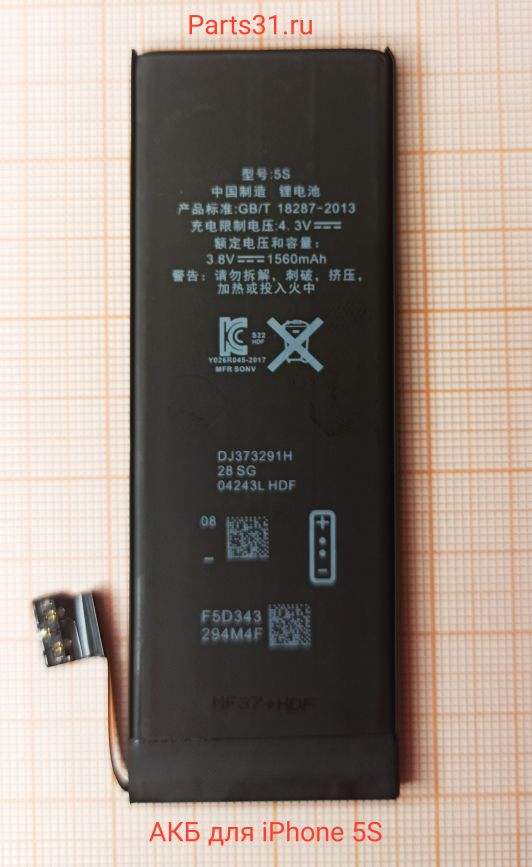 Parts31.ru
型号:5S
中国制造 锂电池
产品标准:GB/T 18287-2013
充电限制电压:4.3V⎓
额定电压和容量:
3.8V⎓1560mAh
警告：请勿拆解，刺破，挤压，
加热或投入火中
S22
HDF
Y026R045-2017
MFR SONV
DJ373291H
28 SG
04243L HDF
08
+
–
–
F5D343
294M4F
MF37+HDF
АКБ для iPhone 5S